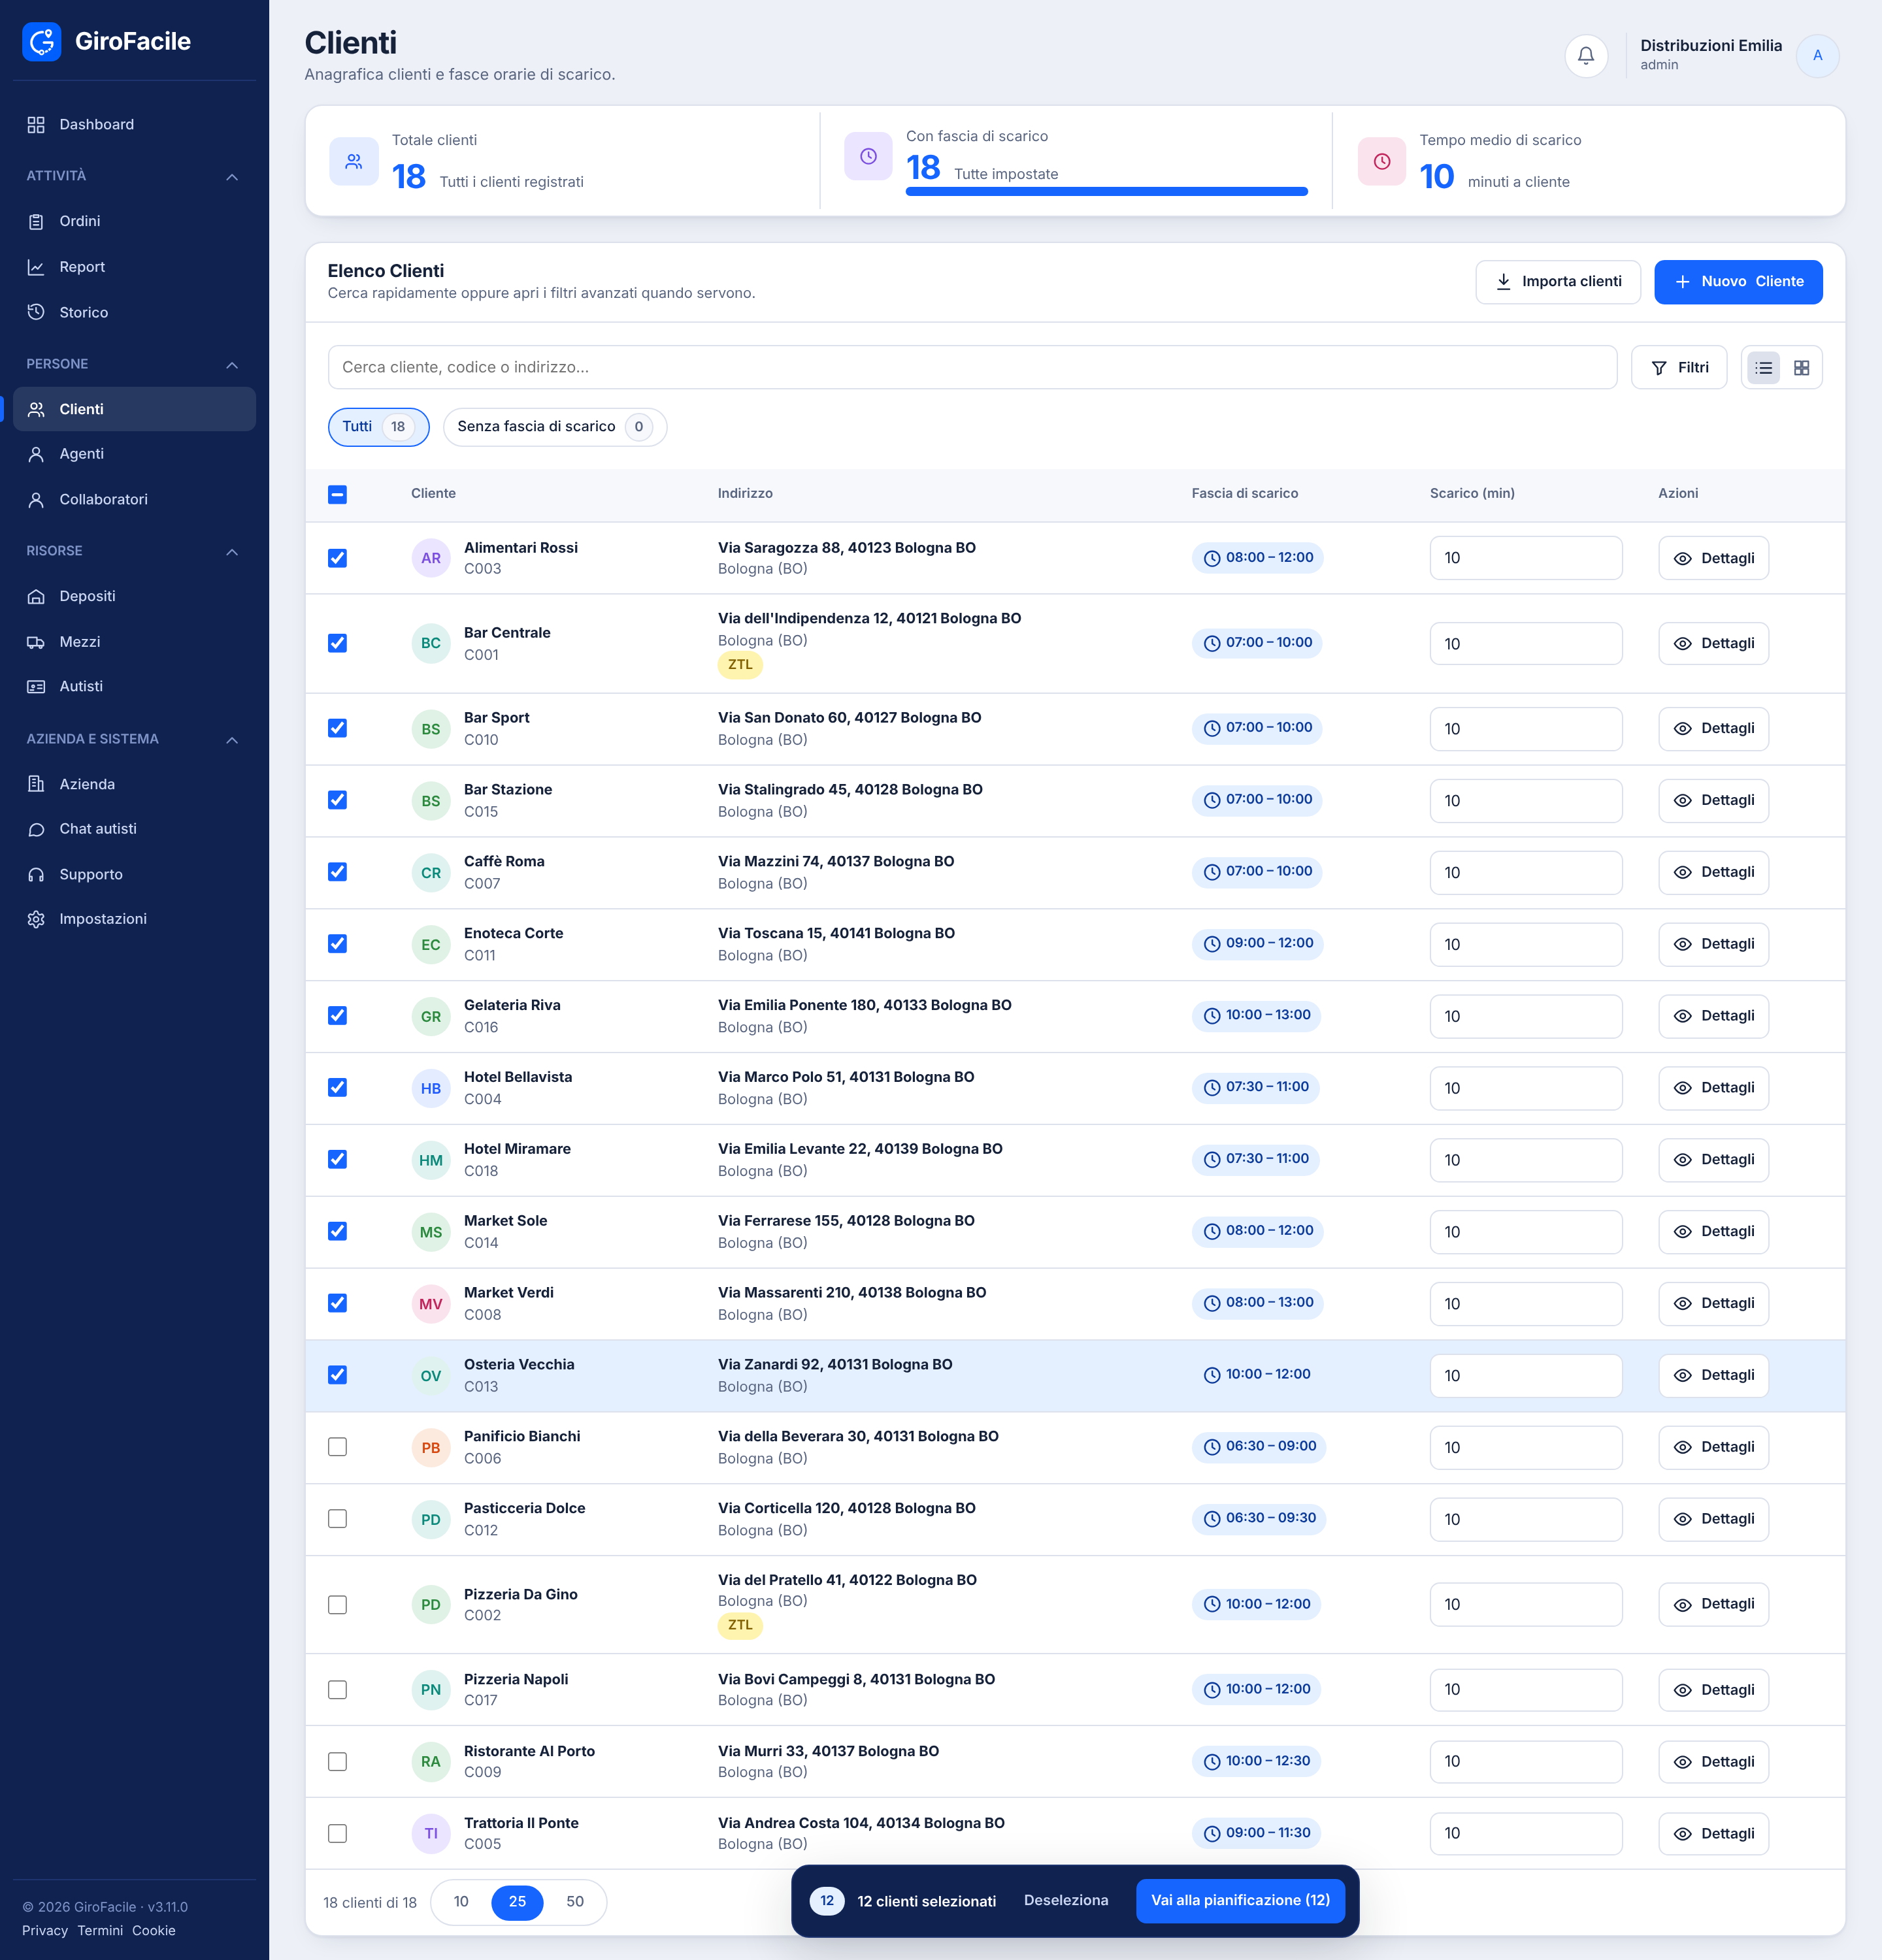 GiroFacile
Dashboard
ATTIVITÀ
Ordini
Report
Storico
PERSONE
Clienti
Agenti
Collaboratori
RISORSE
Depositi
Mezzi
Autisti
AZIENDA E SISTEMA
Azienda
Chat autisti
Supporto
Impostazioni
© 2026 GiroFacile · v3.11.0
Privacy Termini Cookie
Clienti
Anagrafica clienti e fasce orarie di scarico.
Distribuzioni Emilia
admin
A
Totale clienti
18 Tutti i clienti registrati
Con fascia di scarico
18 Tutte impostate
Tempo medio di scarico
10 minuti a cliente
Elenco Clienti
Cerca rapidamente oppure apri i filtri avanzati quando servono.
Importa clienti
Nuovo Cliente
Cerca cliente, codice o indirizzo...
Filtri
Tutti 18
Senza fascia di scarico 0
Cliente Indirizzo Fascia di scarico Scarico (min) Azioni
AR Alimentari Rossi Via Saragozza 88, 40123 Bologna BO 08:00 – 12:00 10 Dettagli
C003 Bologna (BO)
BC Bar Centrale Via dell'Indipendenza 12, 40121 Bologna BO 07:00 – 10:00 10 Dettagli
C001 Bologna (BO)
ZTL
BS Bar Sport Via San Donato 60, 40127 Bologna BO 07:00 – 10:00 10 Dettagli
C010 Bologna (BO)
BS Bar Stazione Via Stalingrado 45, 40128 Bologna BO 07:00 – 10:00 10 Dettagli
C015 Bologna (BO)
CR Caffè Roma Via Mazzini 74, 40137 Bologna BO 07:00 – 10:00 10 Dettagli
C007 Bologna (BO)
EC Enoteca Corte Via Toscana 15, 40141 Bologna BO 09:00 – 12:00 10 Dettagli
C011 Bologna (BO)
GR Gelateria Riva Via Emilia Ponente 180, 40133 Bologna BO 10:00 – 13:00 10 Dettagli
C016 Bologna (BO)
HB Hotel Bellavista Via Marco Polo 51, 40131 Bologna BO 07:30 – 11:00 10 Dettagli
C004 Bologna (BO)
HM Hotel Miramare Via Emilia Levante 22, 40139 Bologna BO 07:30 – 11:00 10 Dettagli
C018 Bologna (BO)
MS Market Sole Via Ferrarese 155, 40128 Bologna BO 08:00 – 12:00 10 Dettagli
C014 Bologna (BO)
MV Market Verdi Via Massarenti 210, 40138 Bologna BO 08:00 – 13:00 10 Dettagli
C008 Bologna (BO)
OV Osteria Vecchia Via Zanardi 92, 40131 Bologna BO 10:00 – 12:00 10 Dettagli
C013 Bologna (BO)
PB Panificio Bianchi Via della Beverara 30, 40131 Bologna BO 06:30 – 09:00 10 Dettagli
C006 Bologna (BO)
PD Pasticceria Dolce Via Corticella 120, 40128 Bologna BO 06:30 – 09:30 10 Dettagli
C012 Bologna (BO)
PD Pizzeria Da Gino Via del Pratello 41, 40122 Bologna BO 10:00 – 12:00 10 Dettagli
C002 Bologna (BO)
ZTL
PN Pizzeria Napoli Via Bovi Campeggi 8, 40131 Bologna BO 10:00 – 12:00 10 Dettagli
C017 Bologna (BO)
RA Ristorante Al Porto Via Murri 33, 40137 Bologna BO 10:00 – 12:30 10 Dettagli
C009 Bologna (BO)
TI Trattoria Il Ponte Via Andrea Costa 104, 40134 Bologna BO 09:00 – 11:30 10 Dettagli
C005 Bologna (BO)
18 clienti di 18 10 25 50
12 12 clienti selezionati Deseleziona Vai alla pianificazione (12)